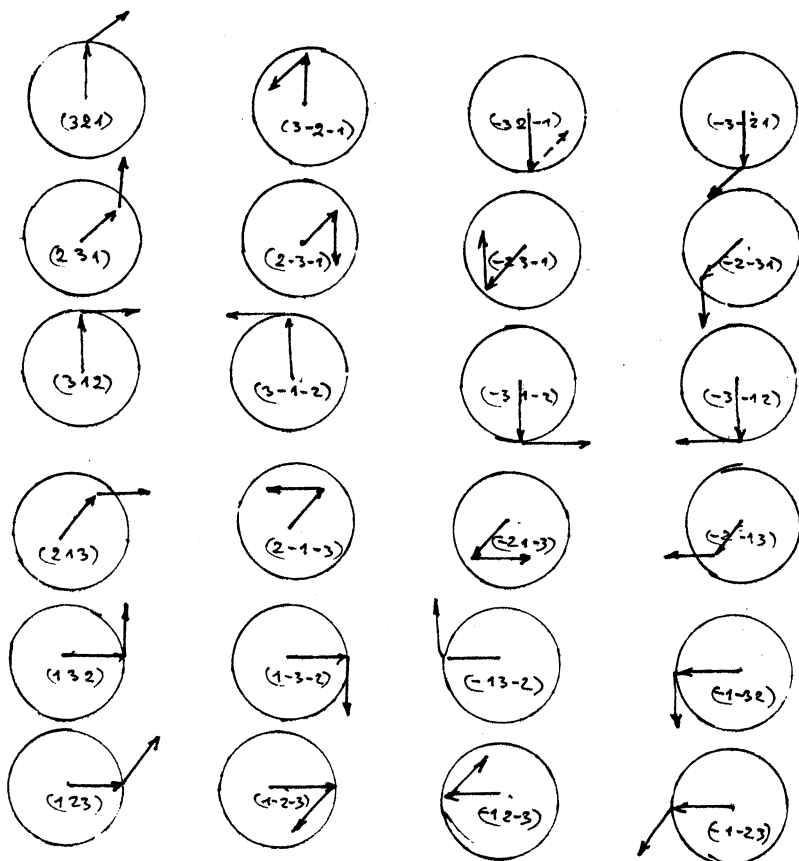 (321) (3-2-1) (-32-1) (-3-21)
(231) (2-3-1) (-23-1) (-2-31)
(312) (3-1-2) (-31-2) (-3-12)
(213) (2-1-3) (-21-3) (-2-13)
(132) (1-3-2) (-13-2) (-1-32)
(123) (1-2-3) (-12-3) (-1-23)